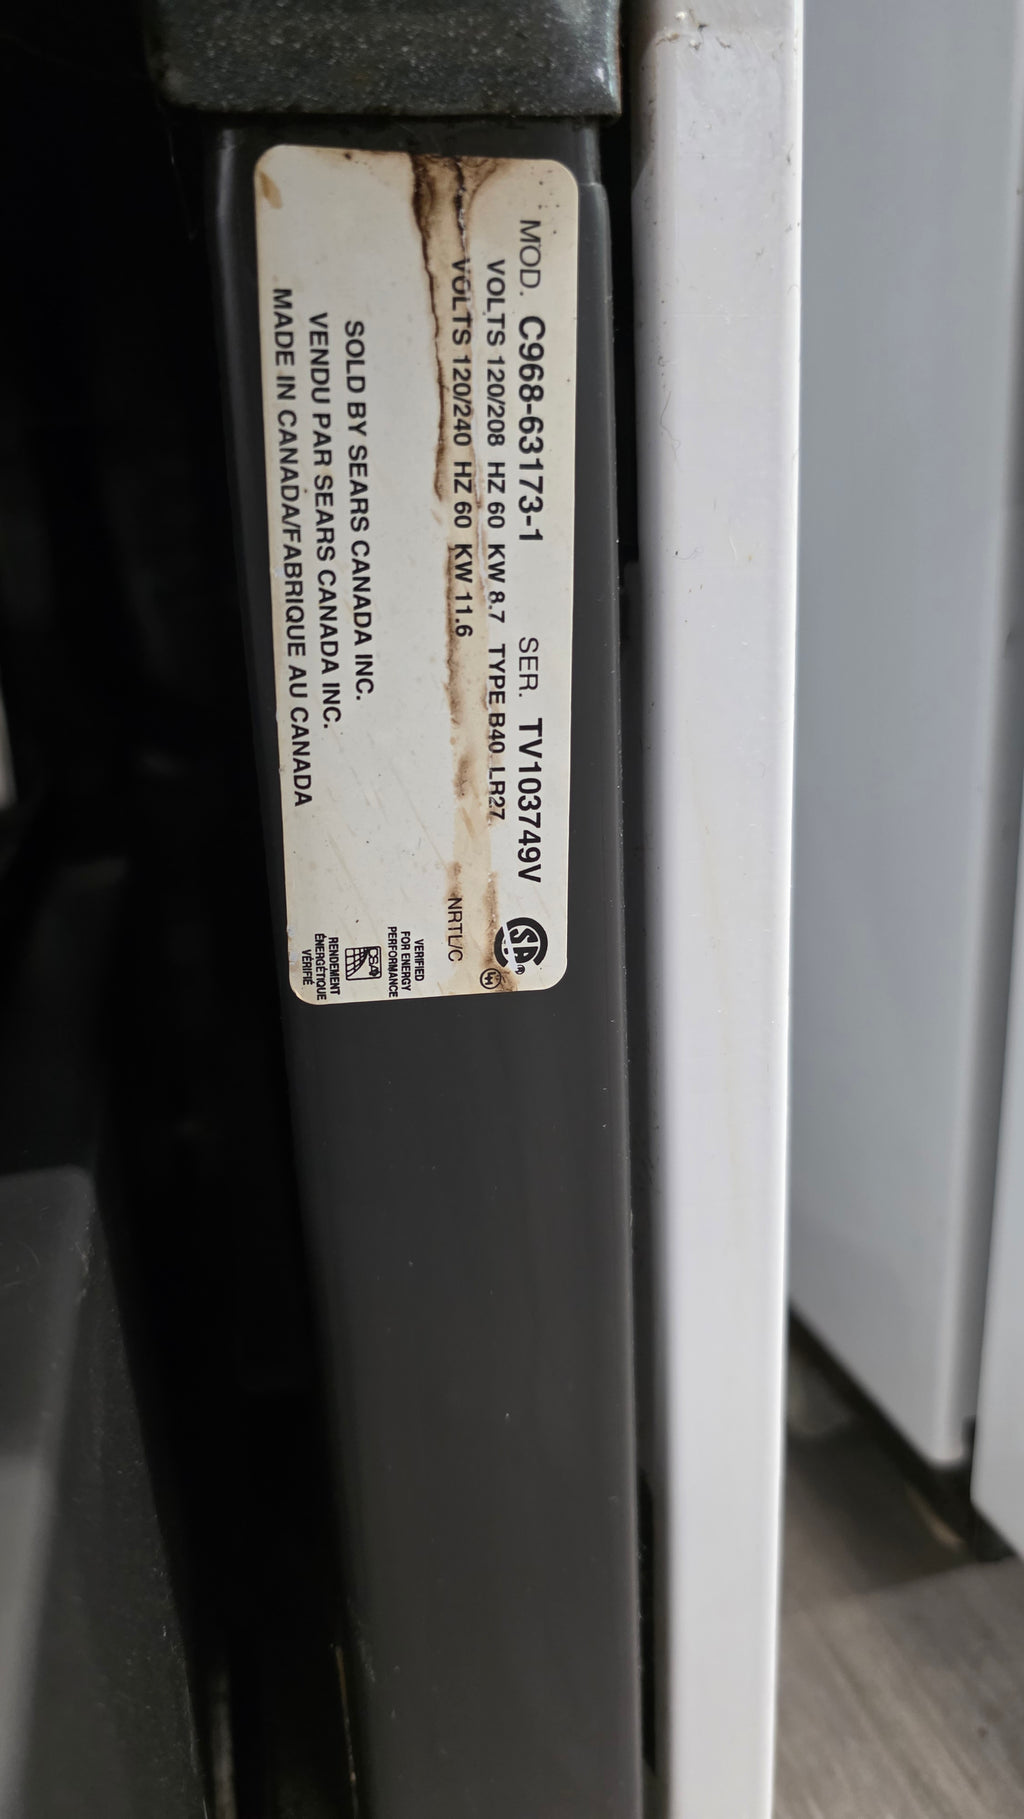 MOD. C968-63173-1 SER. TV103749V
VOLTS 120/208 HZ 60 KW 8.7 TYPE B40 LR27
VOLTS 120/240 HZ 60 KW 11.6
NRTL/C
SA®
VERIFIED
FOR ENERGY
PERFORMANCE
CSA
RENDEMENT
ÉNERGÉTIQUE
VÉRIFIÉ
SOLD BY SEARS CANADA INC.
VENDU PAR SEARS CANADA INC.
MADE IN CANADA/FABRIQUE AU CANADA